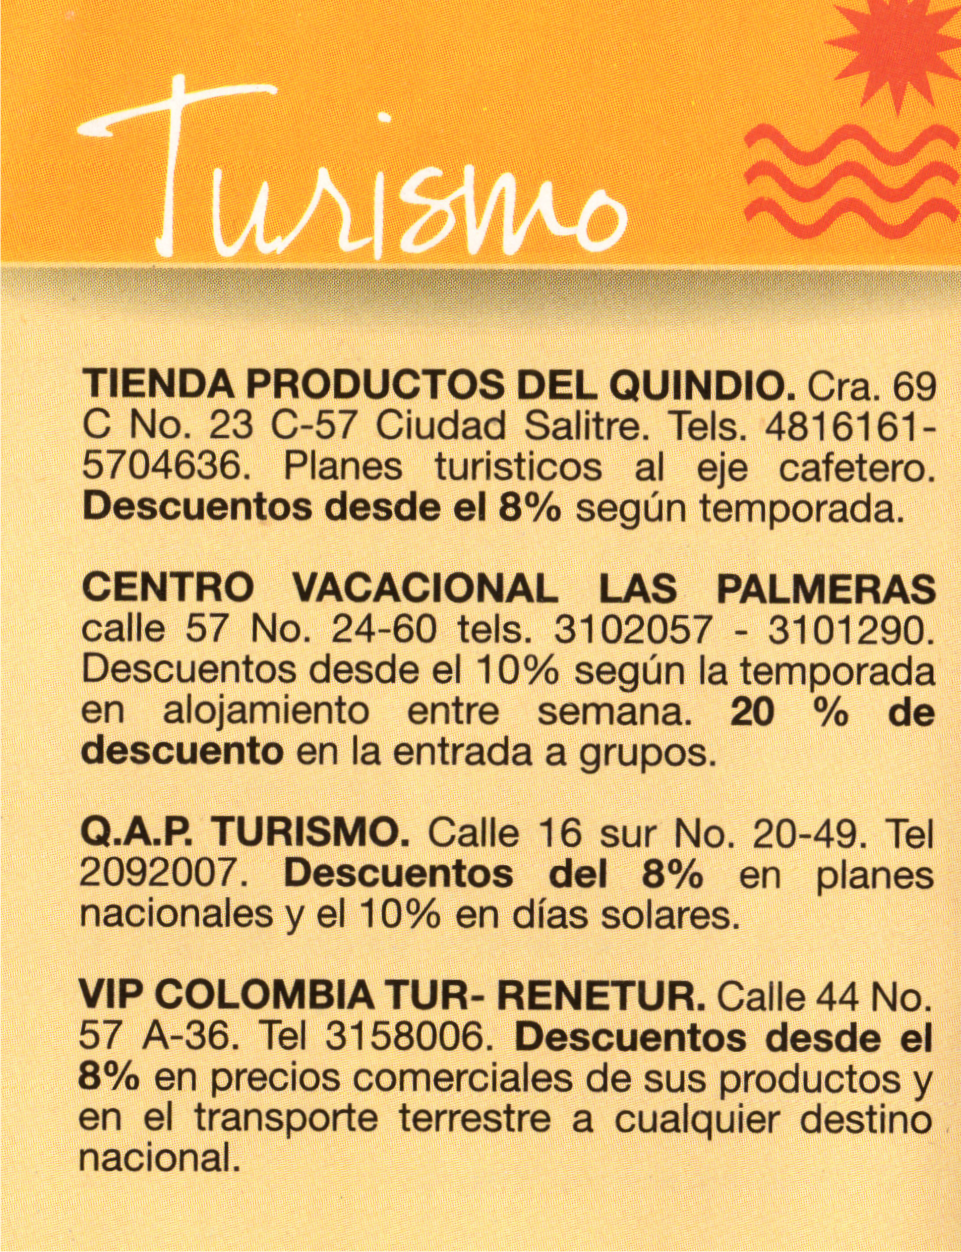 Turismo
TIENDA PRODUCTOS DEL QUINDIO. Cra. 69
C No. 23 C-57 Ciudad Salitre. Tels. 4816161-
5704636. Planes turisticos al eje cafetero.
Descuentos desde el 8% según temporada.
CENTRO VACACIONAL LAS PALMERAS
calle 57 No. 24-60 tels. 3102057 - 3101290.
Descuentos desde el 10% según la temporada
en alojamiento entre semana. 20 % de
descuento en la entrada a grupos.
Q.A.P. TURISMO. Calle 16 sur No. 20-49. Tel
2092007. Descuentos del 8% en planes
nacionales y el 10% en días solares.
VIP COLOMBIA TUR- RENETUR. Calle 44 No.
57 A-36. Tel 3158006. Descuentos desde el
8% en precios comerciales de sus productos y
en el transporte terrestre a cualquier destino
nacional.